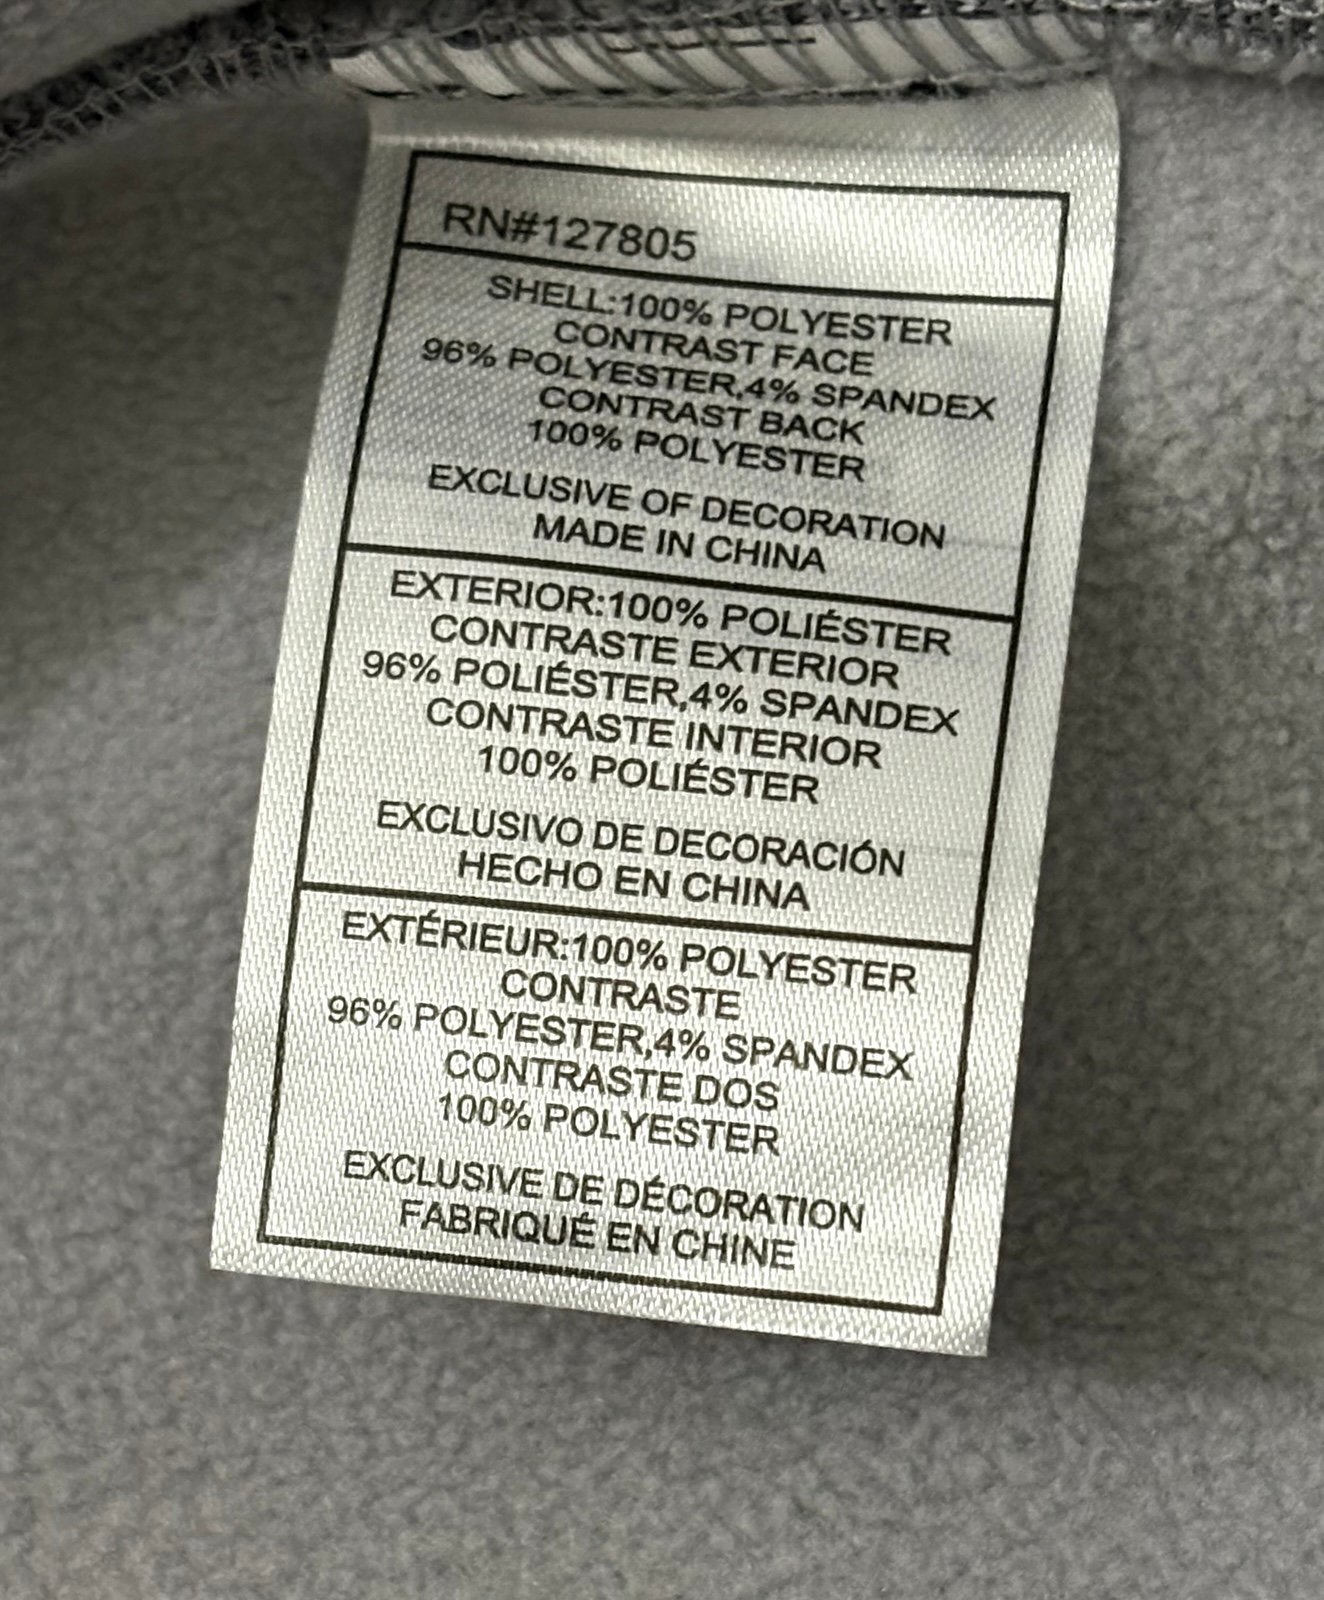 RN#127805
SHELL:100% POLYESTER
CONTRAST FACE
96% POLYESTER,4% SPANDEX
CONTRAST BACK
100% POLYESTER
EXCLUSIVE OF DECORATION
MADE IN CHINA
EXTERIOR:100% POLIÉSTER
CONTRASTE EXTERIOR
96% POLIÉSTER,4% SPANDEX
CONTRASTE INTERIOR
100% POLIÉSTER
EXCLUSIVO DE DECORACIÓN
HECHO EN CHINA
EXTÉRIEUR:100% POLYESTER
CONTRASTE
96% POLYESTER,4% SPANDEX
CONTRASTE DOS
100% POLYESTER
EXCLUSIVE DE DÉCORATION
FABRIQUÉ EN CHINE